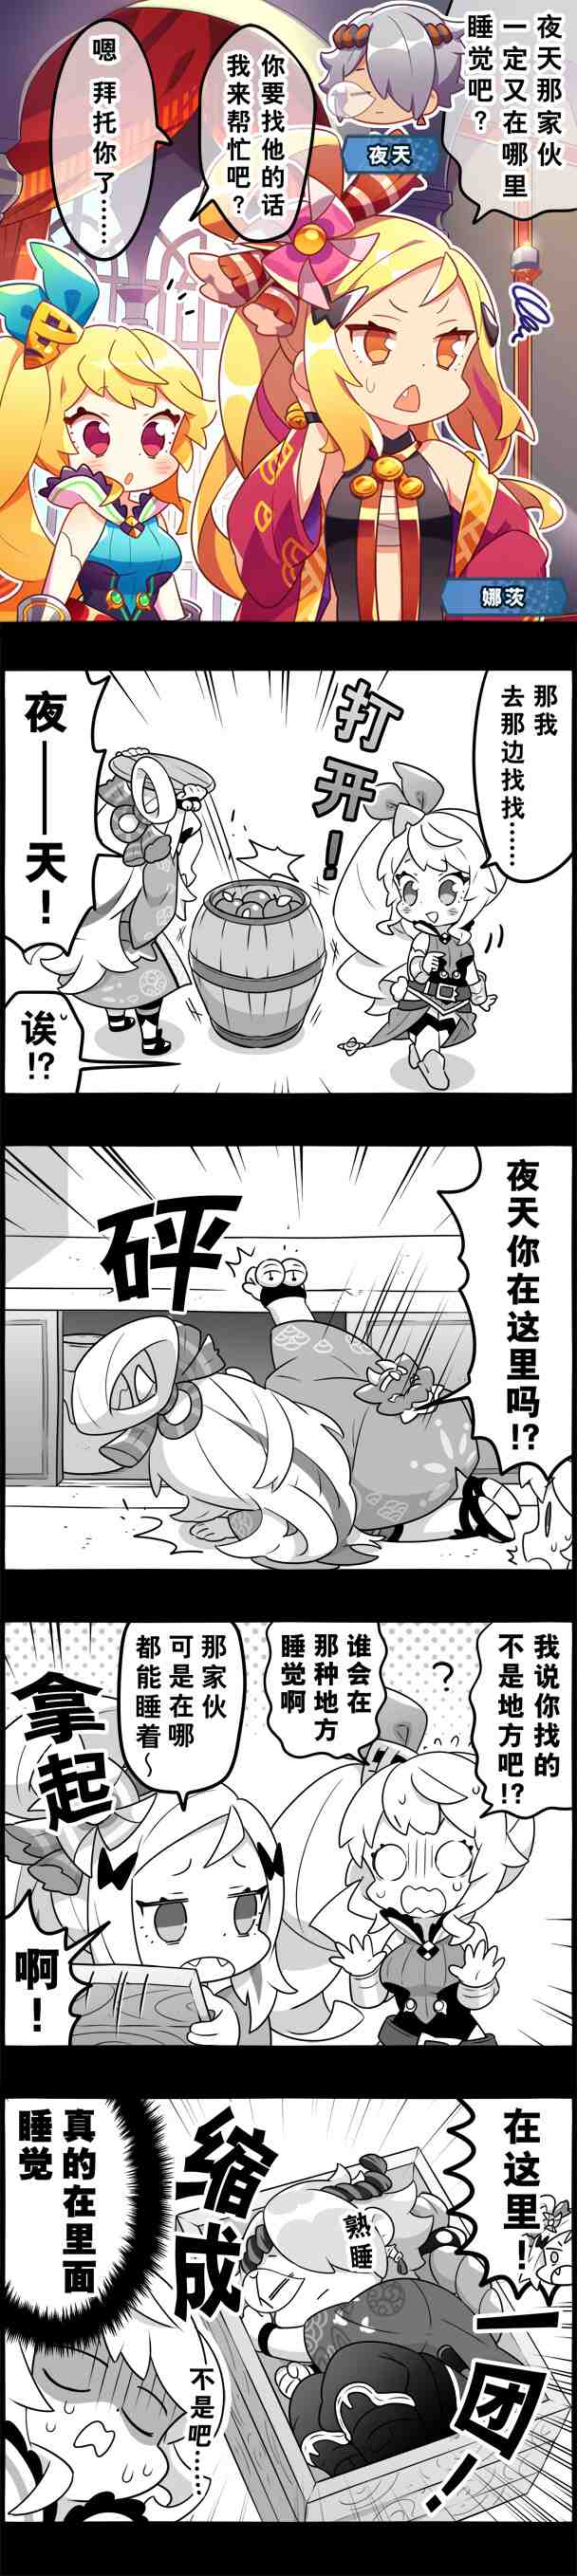 夜天那家伙
一定又在哪里
睡觉吧？
夜天
你要找他的话
我来帮忙吧？
嗯 拜托你了……
娜茨
那我
去那边找找……
打开！
夜——天！
诶!?
夜天你在这里吗!?
砰
我说你找的
不是地方吧!?
？
谁会在
那种地方
睡觉啊
那家伙
可是在哪
都能睡着～
拿起
啊！
在这里！
熟睡
缩成
一团！
真的在里面
睡觉
不是吧……